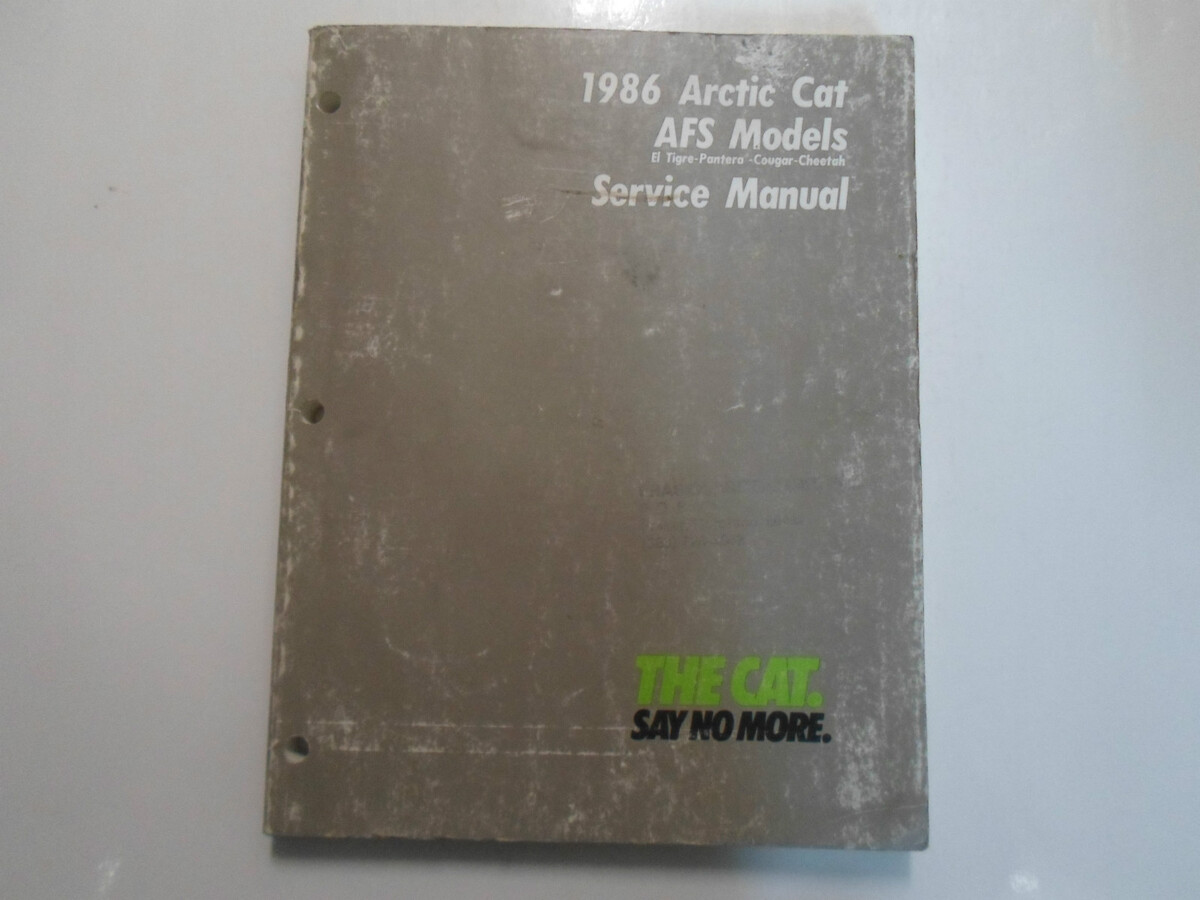 1986 Arctic Cat
AFS Models
El Tigre-Pantera-Cougar-Cheetah
Service Manual
THE CAT.
SAY NO MORE.